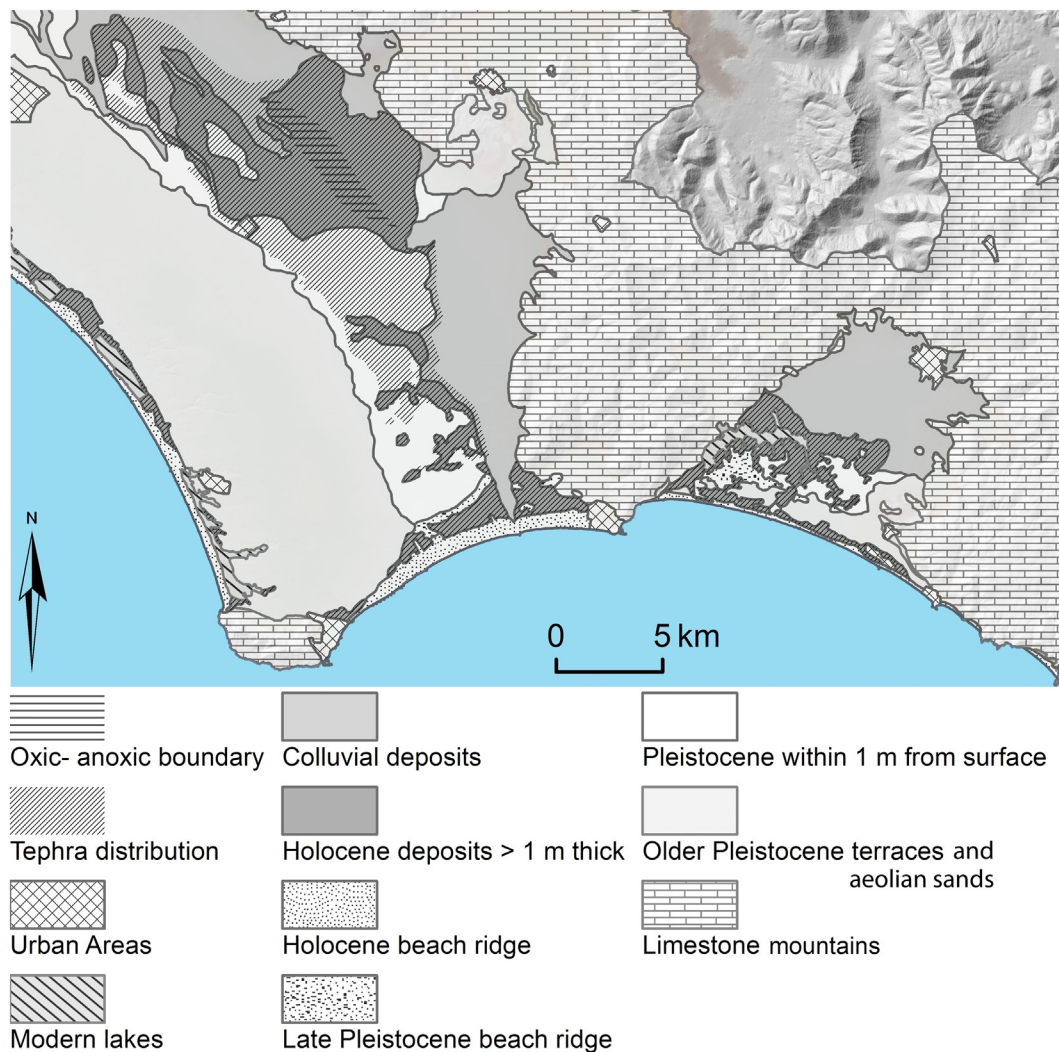 N
0 5 km
Oxic- anoxic boundary
Colluvial deposits
Pleistocene within 1 m from surface
Tephra distribution
Holocene deposits > 1 m thick
Older Pleistocene terraces and
aeolian sands
Urban Areas
Holocene beach ridge
Limestone mountains
Modern lakes
Late Pleistocene beach ridge